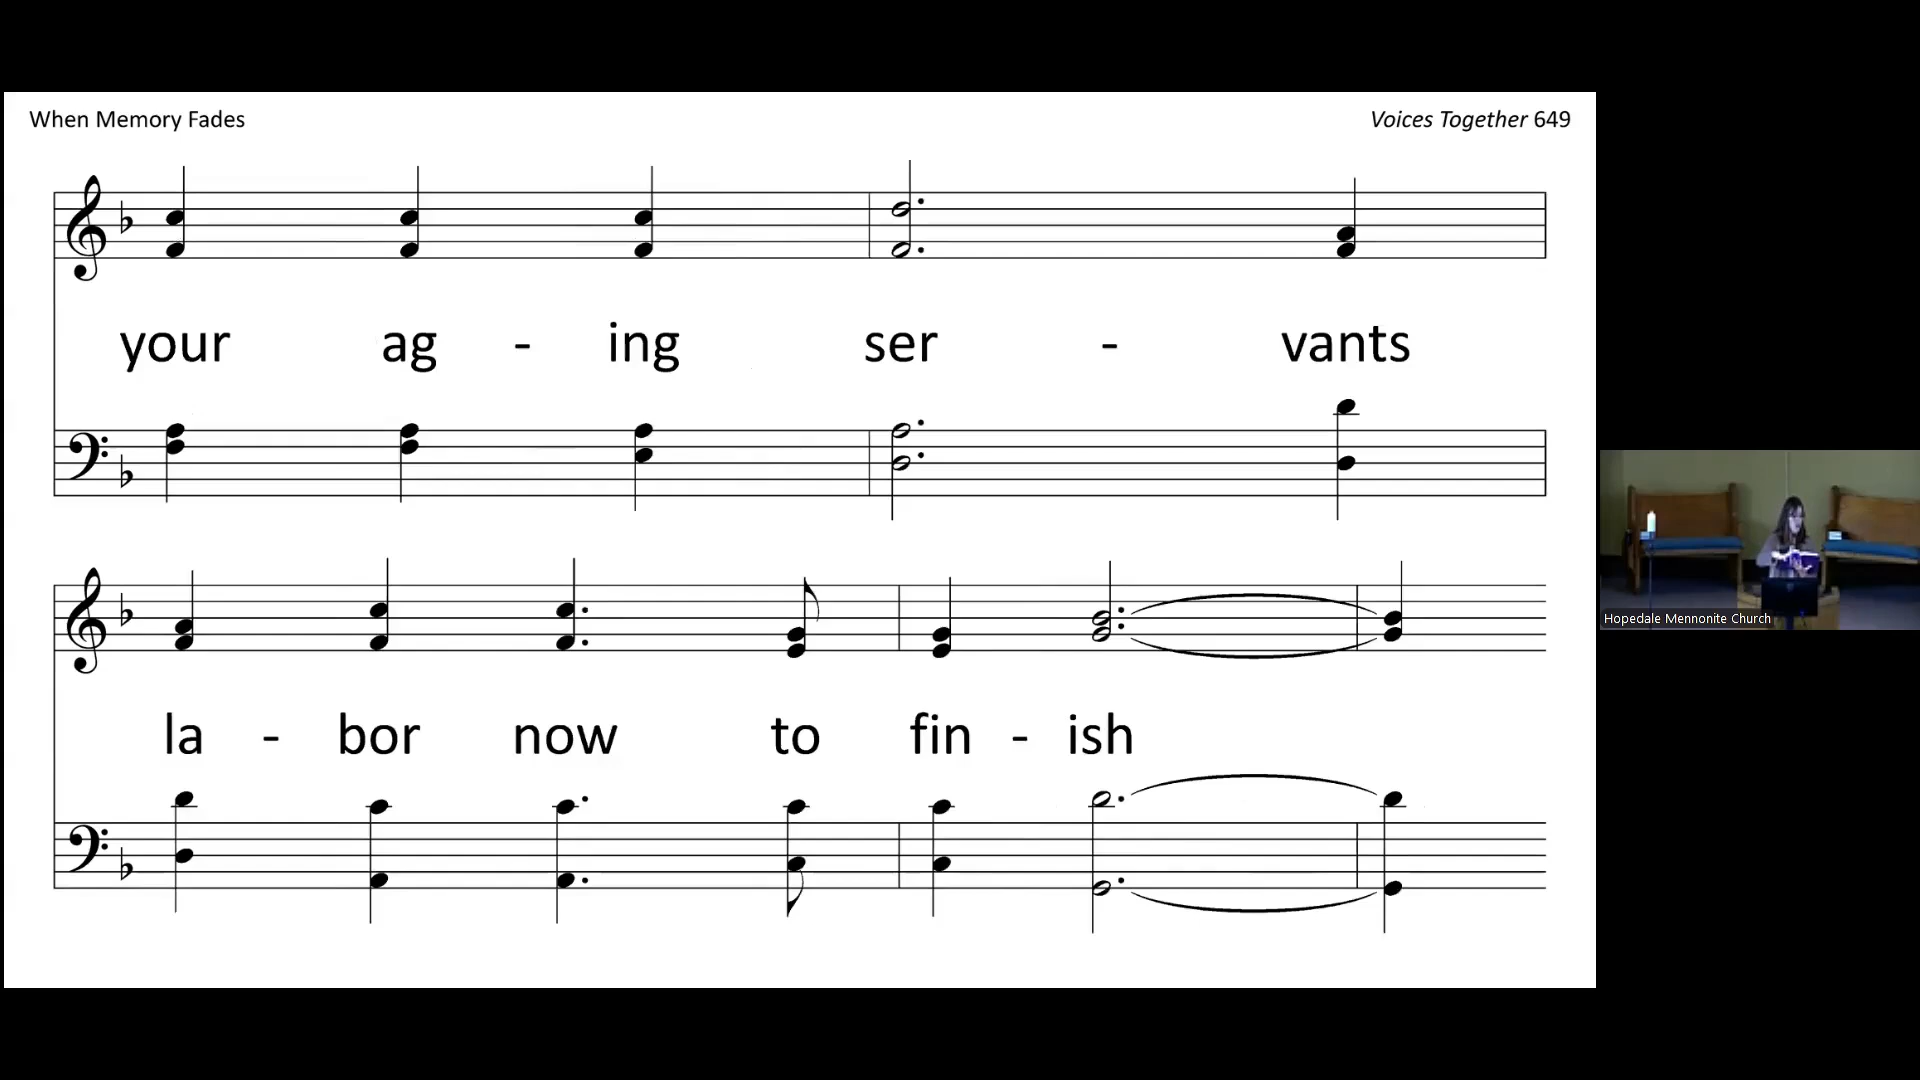 When Memory Fades
Voices Together 649
your ag - ing ser - vants
la - bor now to fin - ish
Hopedale Mennonite Church